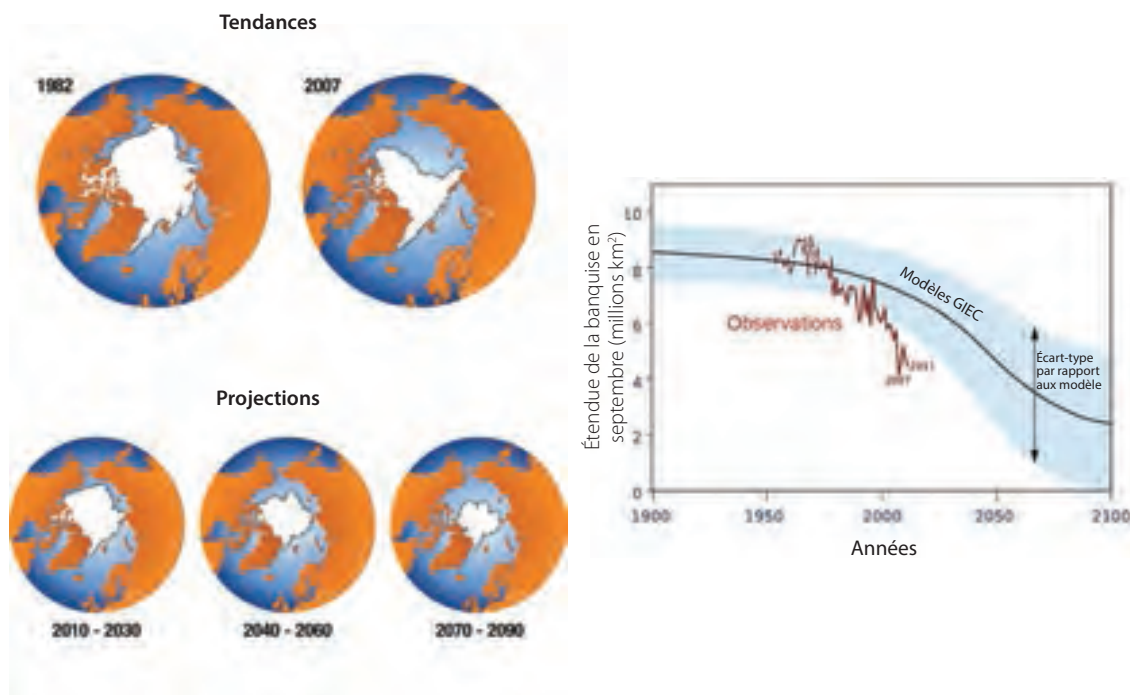 Tendances
1982
2007
Projections
2010 - 2030
2040 - 2060
2070 - 2090
Étendue de la banquise en
septembre (millions km²)
10
8
6
4
2
0
Modèles GIEC
Observations
2011
2007
Écart-type
par rapport
aux modèle
1900
1950
2000
2050
2100
Années